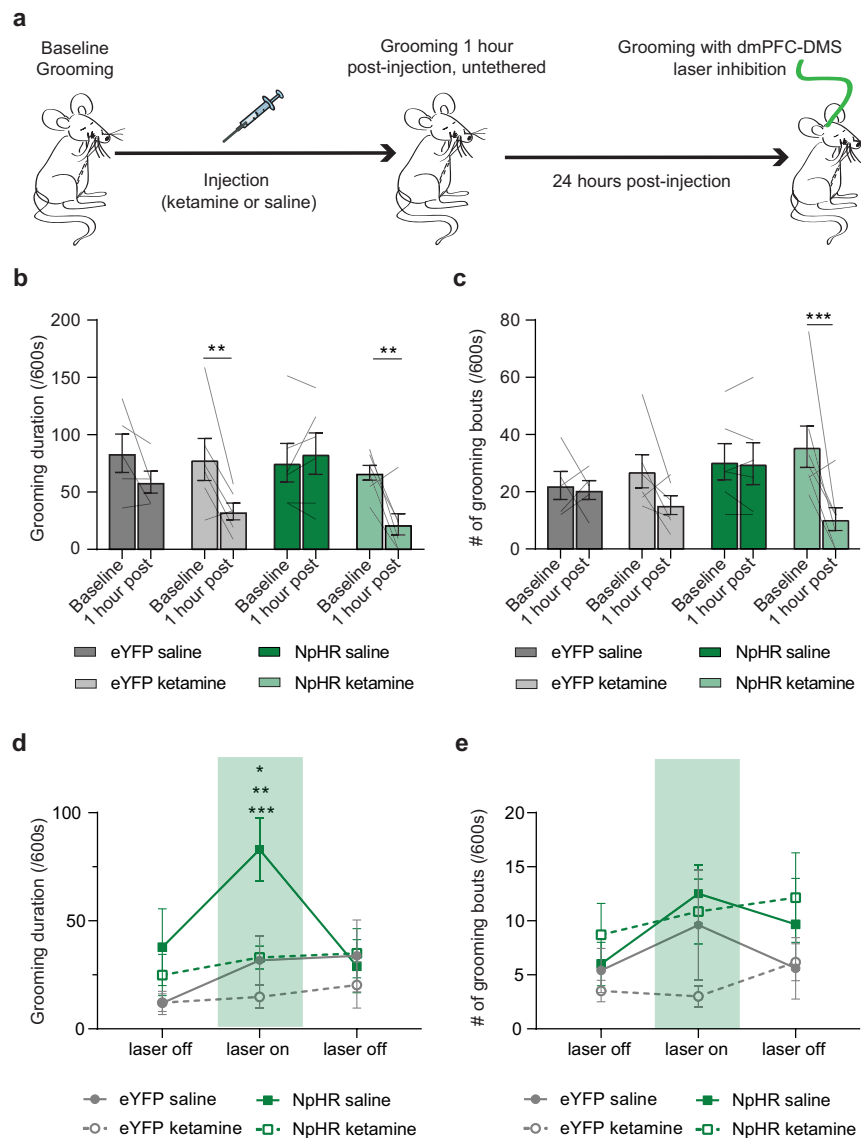 a
Baseline
Grooming
Injection
(ketamine or saline)
Grooming 1 hour
post-injection, untethered
24 hours post-injection
Grooming with dmPFC-DMS
laser inhibition
b
Grooming duration (/600s)
200
150
100
50
0
**
**
Baseline
1 hour post
Baseline
1 hour post
Baseline
1 hour post
Baseline
1 hour post
eYFP saline
NpHR saline
eYFP ketamine
NpHR ketamine
c
# of grooming bouts (/600s)
80
60
40
20
0
***
Baseline
1 hour post
Baseline
1 hour post
Baseline
1 hour post
Baseline
1 hour post
eYFP saline
NpHR saline
eYFP ketamine
NpHR ketamine
d
Grooming duration (/600s)
100
50
0
*
**
***
laser off
laser on
laser off
eYFP saline
NpHR saline
eYFP ketamine
NpHR ketamine
e
# of grooming bouts (/600s)
20
15
10
5
0
laser off
laser on
laser off
eYFP saline
NpHR saline
eYFP ketamine
NpHR ketamine